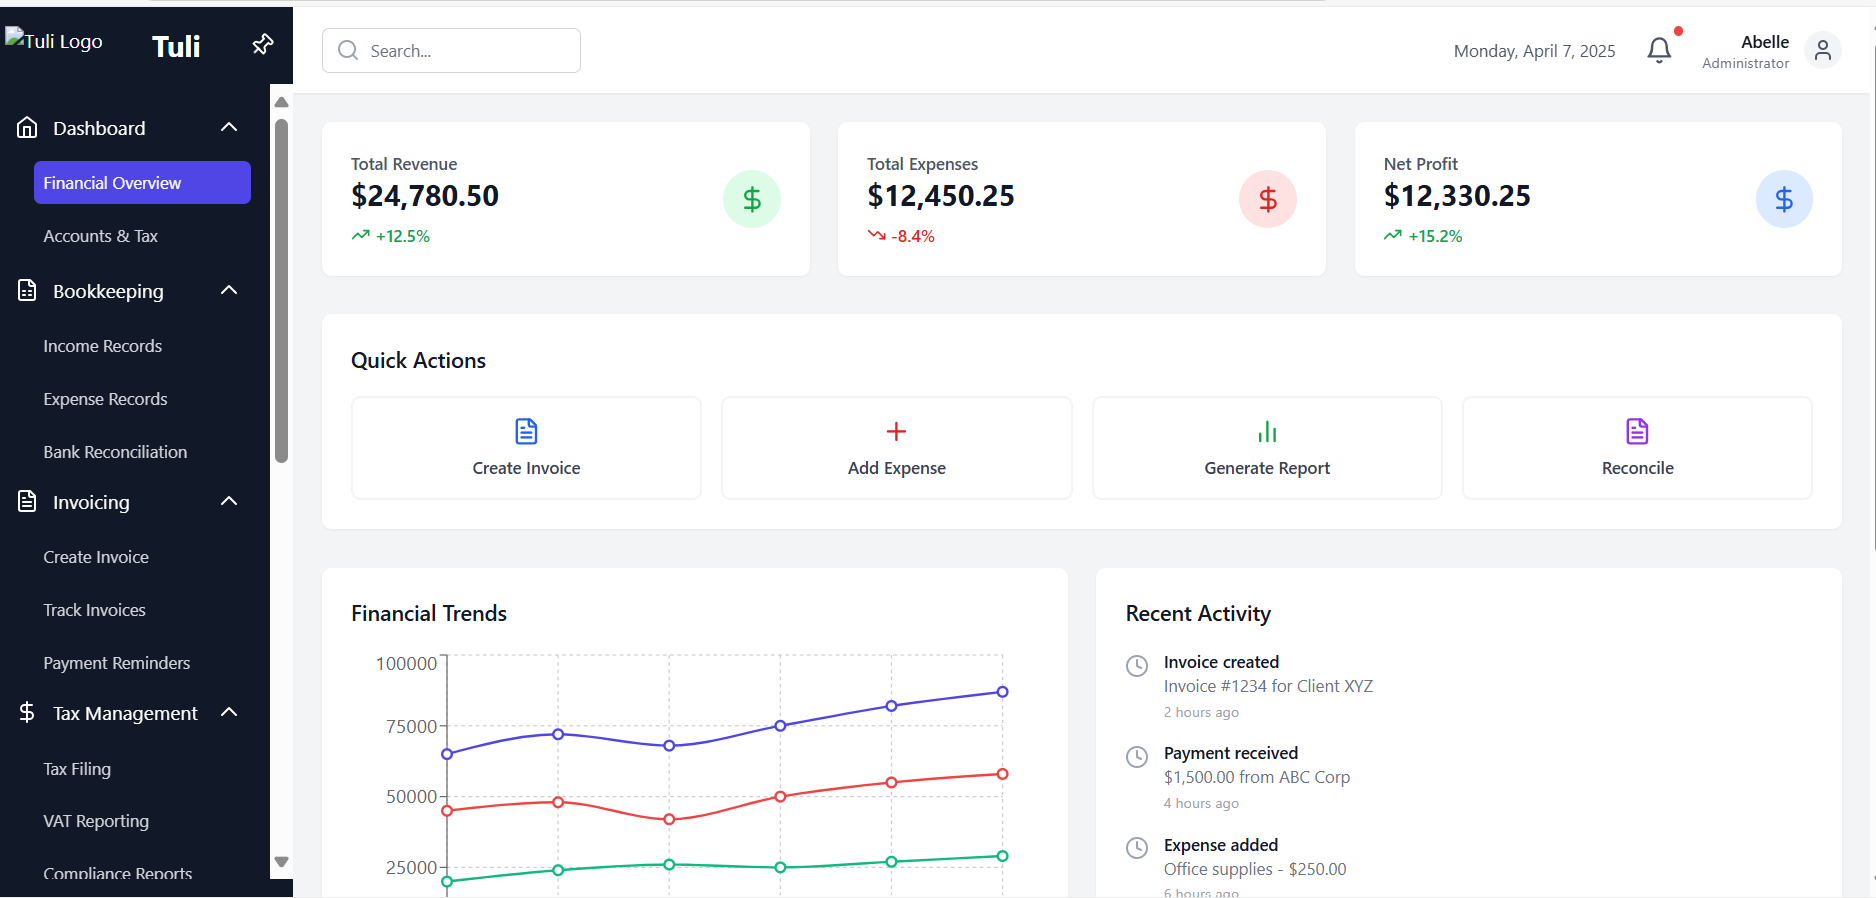 Tuli Logo
Tuli
Search...
Monday, April 7, 2025
Abelle
Administrator
Dashboard
Financial Overview
Accounts & Tax
Bookkeeping
Income Records
Expense Records
Bank Reconciliation
Invoicing
Create Invoice
Track Invoices
Payment Reminders
Tax Management
Tax Filing
VAT Reporting
Compliance Reports
Total Revenue
$24,780.50
+12.5%
Total Expenses
$12,450.25
-8.4%
Net Profit
$12,330.25
+15.2%
Quick Actions
Create Invoice
Add Expense
Generate Report
Reconcile
Financial Trends
100000
75000
50000
25000
Recent Activity
Invoice created
Invoice #1234 for Client XYZ
2 hours ago
Payment received
$1,500.00 from ABC Corp
4 hours ago
Expense added
Office supplies - $250.00
6 hours ago